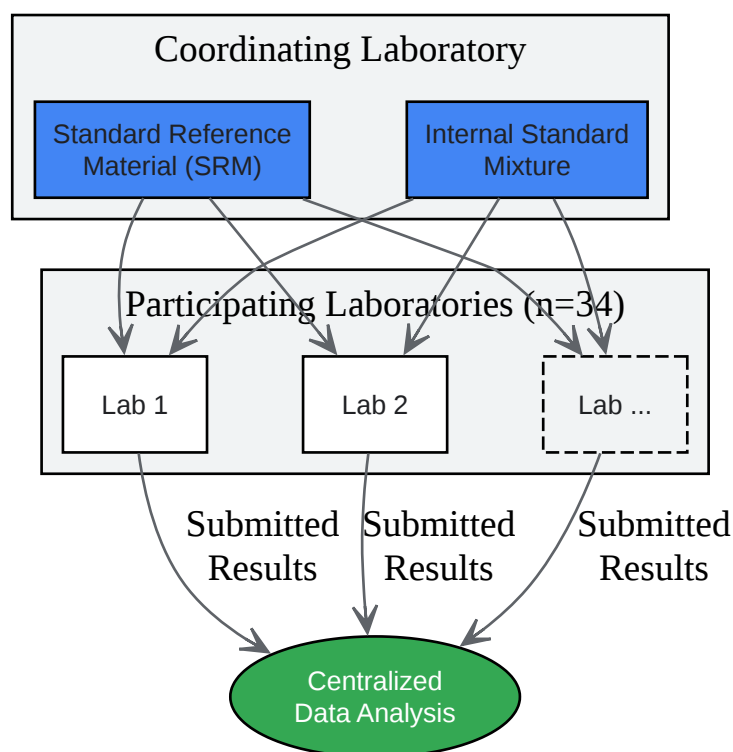 Coordinating Laboratory
Standard Reference
Material (SRM)
Internal Standard
Mixture
Participating Laboratories (n=34)
Lab 1
Lab 2
Lab ...
Submitted
Results
Submitted
Results
Submitted
Results
Centralized
Data Analysis